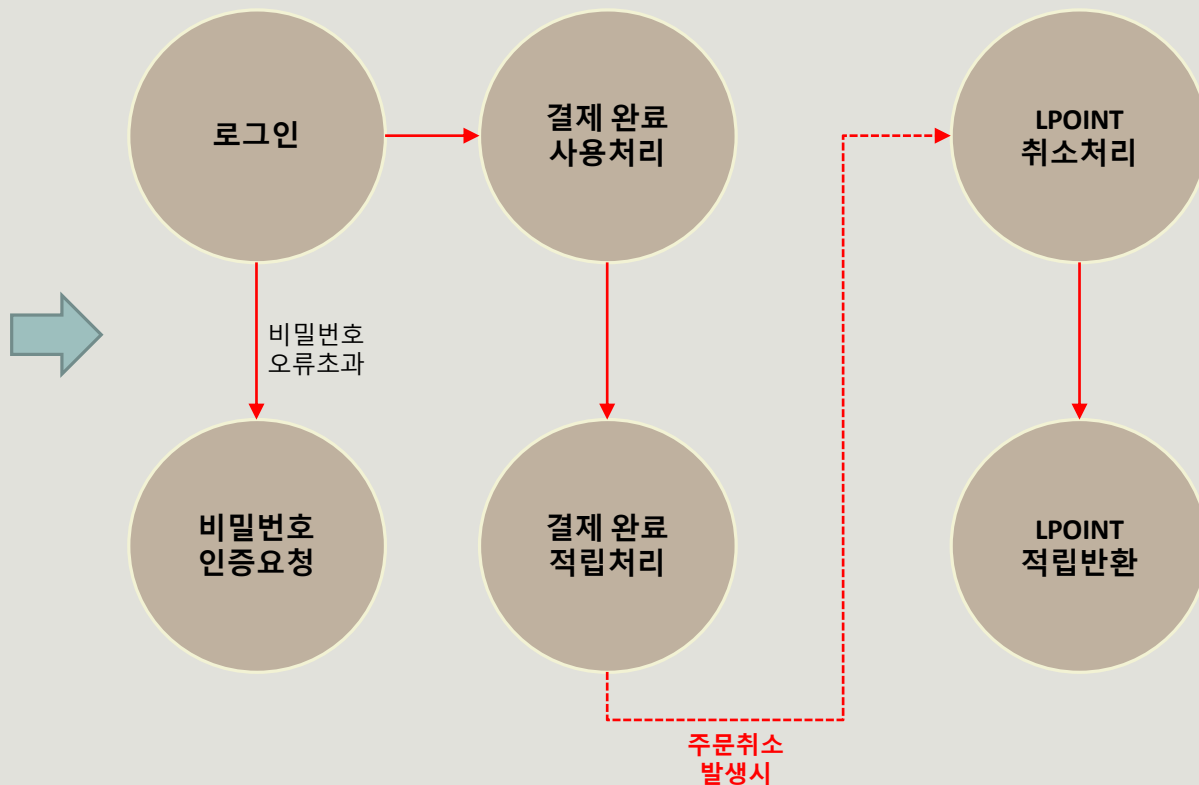 로그인
결제 완료
사용처리
LPOINT
취소처리
비밀번호
오류초과
비밀번호
인증요청
결제 완료
적립처리
LPOINT
적립반환
주문취소
발생시